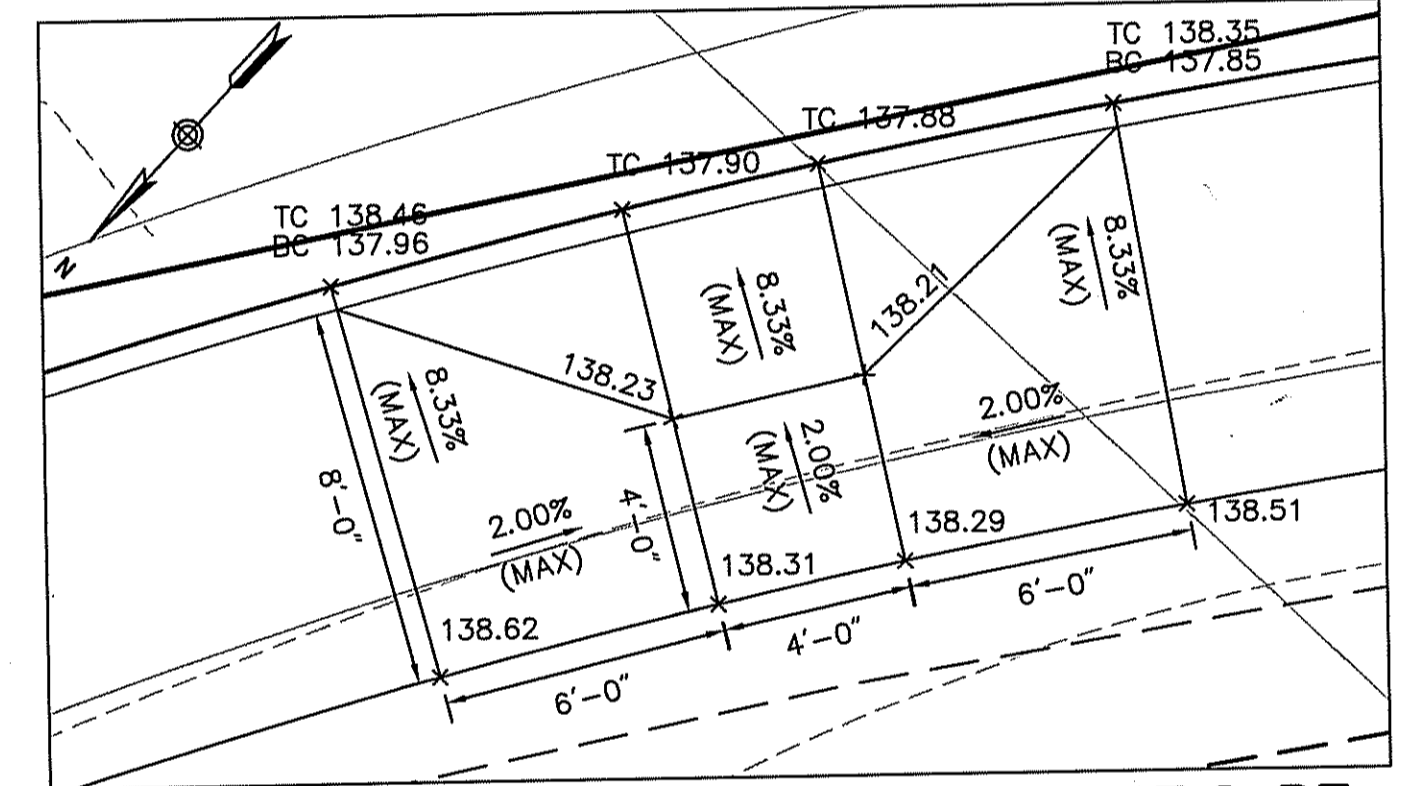 TC 138.35
BC 137.85
TC 137.88
TC 137.90
TC 138.46
BC 137.96
N
8.33%
(MAX)
8.33%
(MAX)
138.21
138.23
8.33%
(MAX)
2.00%
(MAX)
2.00%
(MAX)
8'-0"
4'-0"
2.00%
(MAX)
138.51
138.29
138.31
138.62
6'-0"
4'-0"
6'-0"